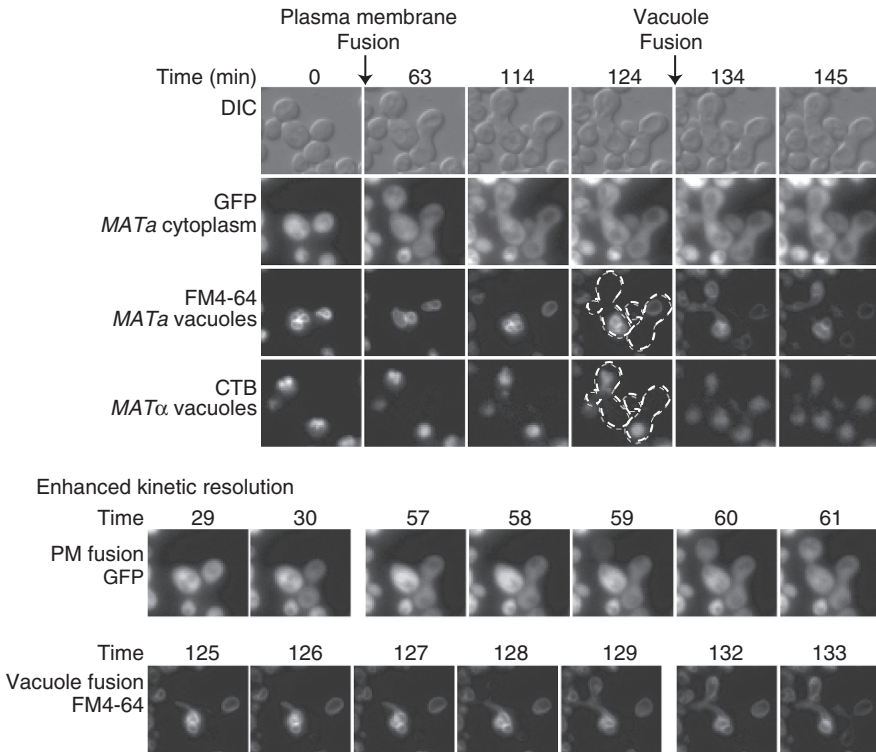 Plasma membrane Fusion
Vacuole Fusion
Time (min) 0 63 114 124 134 145
DIC
GFP
MATa cytoplasm
FM4-64
MATa vacuoles
CTB
MATα vacuoles
Enhanced kinetic resolution
Time 29 30 57 58 59 60 61
PM fusion
GFP
Time 125 126 127 128 129 132 133
Vacuole fusion
FM4-64